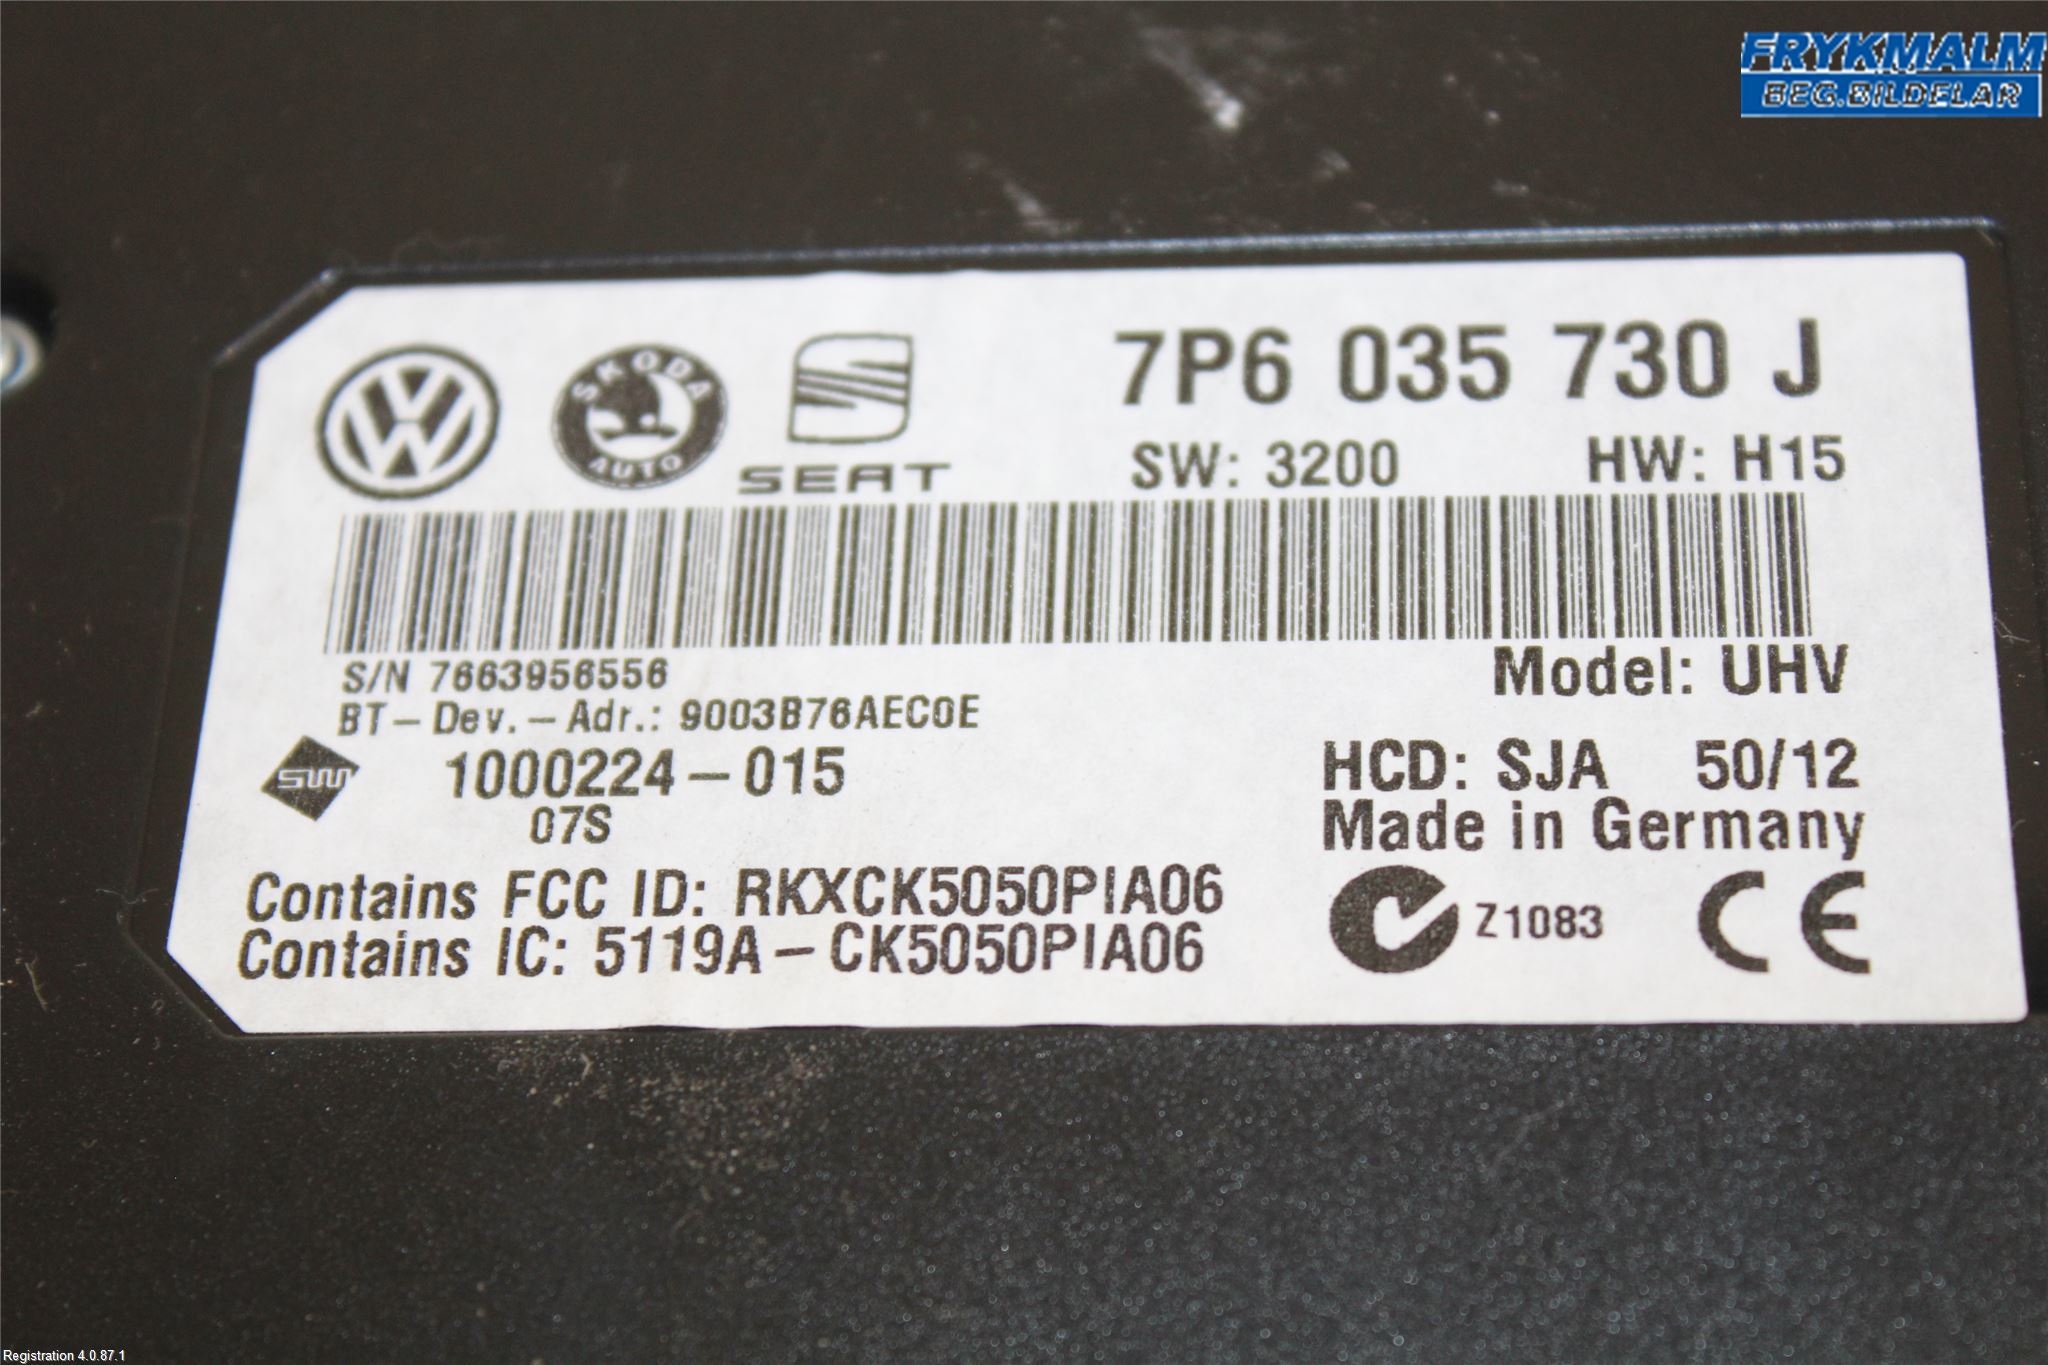 FRYKMALM
BEG.BILDELAR
SKODA
AUTO
SEAT
7P6 035 730 J
SW: 3200 HW: H15
S/N 7663956556
Model: UHV
BT-Dev.-Adr.: 9003B76AEC0E
SW 1000224-015
07S
HCD: SJA 50/12
Made in Germany
Contains FCC ID: RKXCK5050PIA06
Contains IC: 5119A-CK5050PIA06
Z1083 CE
Registration 4.0.87.1